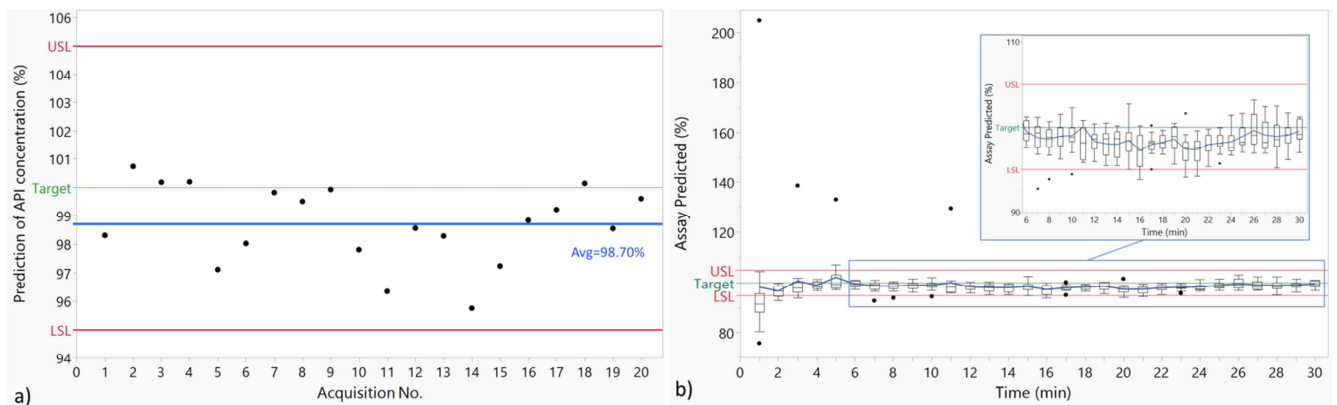 Prediction of API concentration (%)
106
USL
104
103
102
101
Target
99
98
97
96
LSL
94
Avg=98.70%
0 1 2 3 4 5 6 7 8 9 10 11 12 13 14 15 16 17 18 19 20
Acquisition No.
a)
Assay Predicted (%)
200
180
160
140
120
USL
Target
LSL
80
0 2 4 6 8 10 12 14 16 18 20 22 24 26 28 30
Time (min)
b)
Assay Predicted (%)
110
USL
Target
LSL
90
6 8 10 12 14 16 18 20 22 24 26 28 30
Time (min)